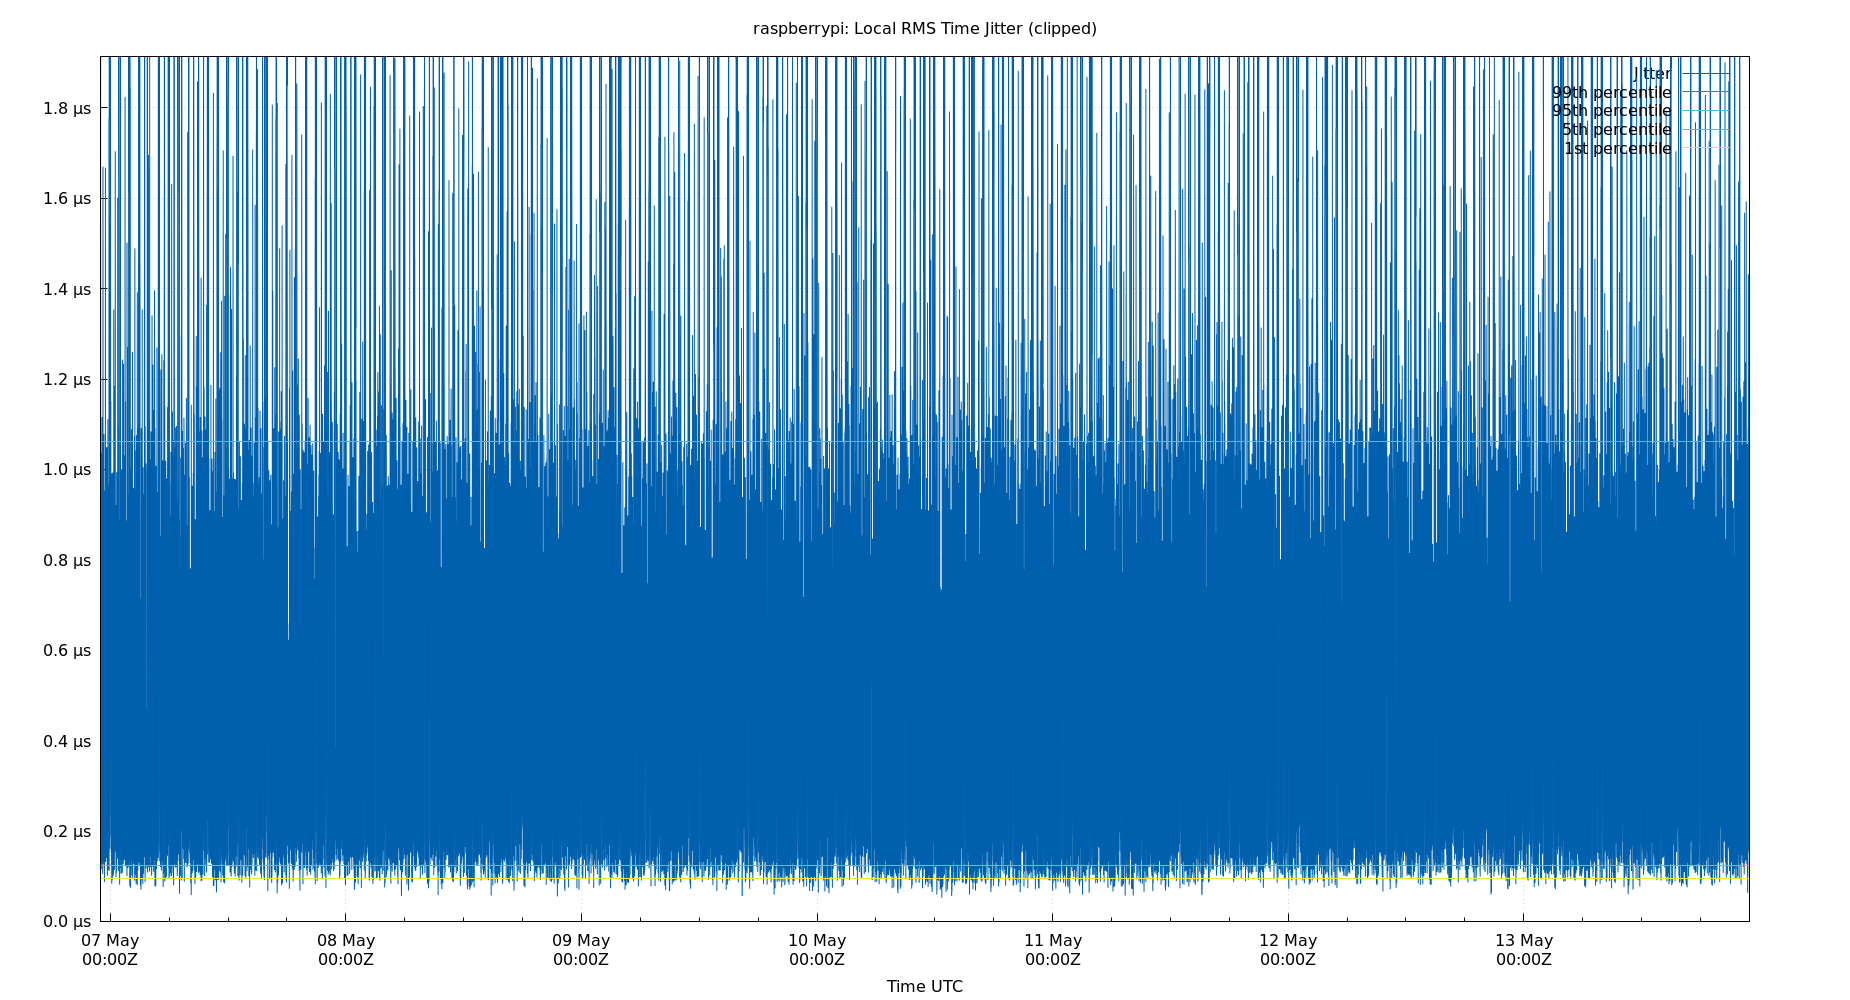 raspberrypi: Local RMS Time Jitter (clipped)
Jitter
99th percentile
95th percentile
5th percentile
1st percentile
1.8 µs
1.6 µs
1.4 µs
1.2 µs
1.0 µs
0.8 µs
0.6 µs
0.4 µs
0.2 µs
0.0 µs
07 May 08 May 09 May 10 May 11 May 12 May 13 May
00:00Z 00:00Z 00:00Z 00:00Z 00:00Z 00:00Z 00:00Z
Time UTC